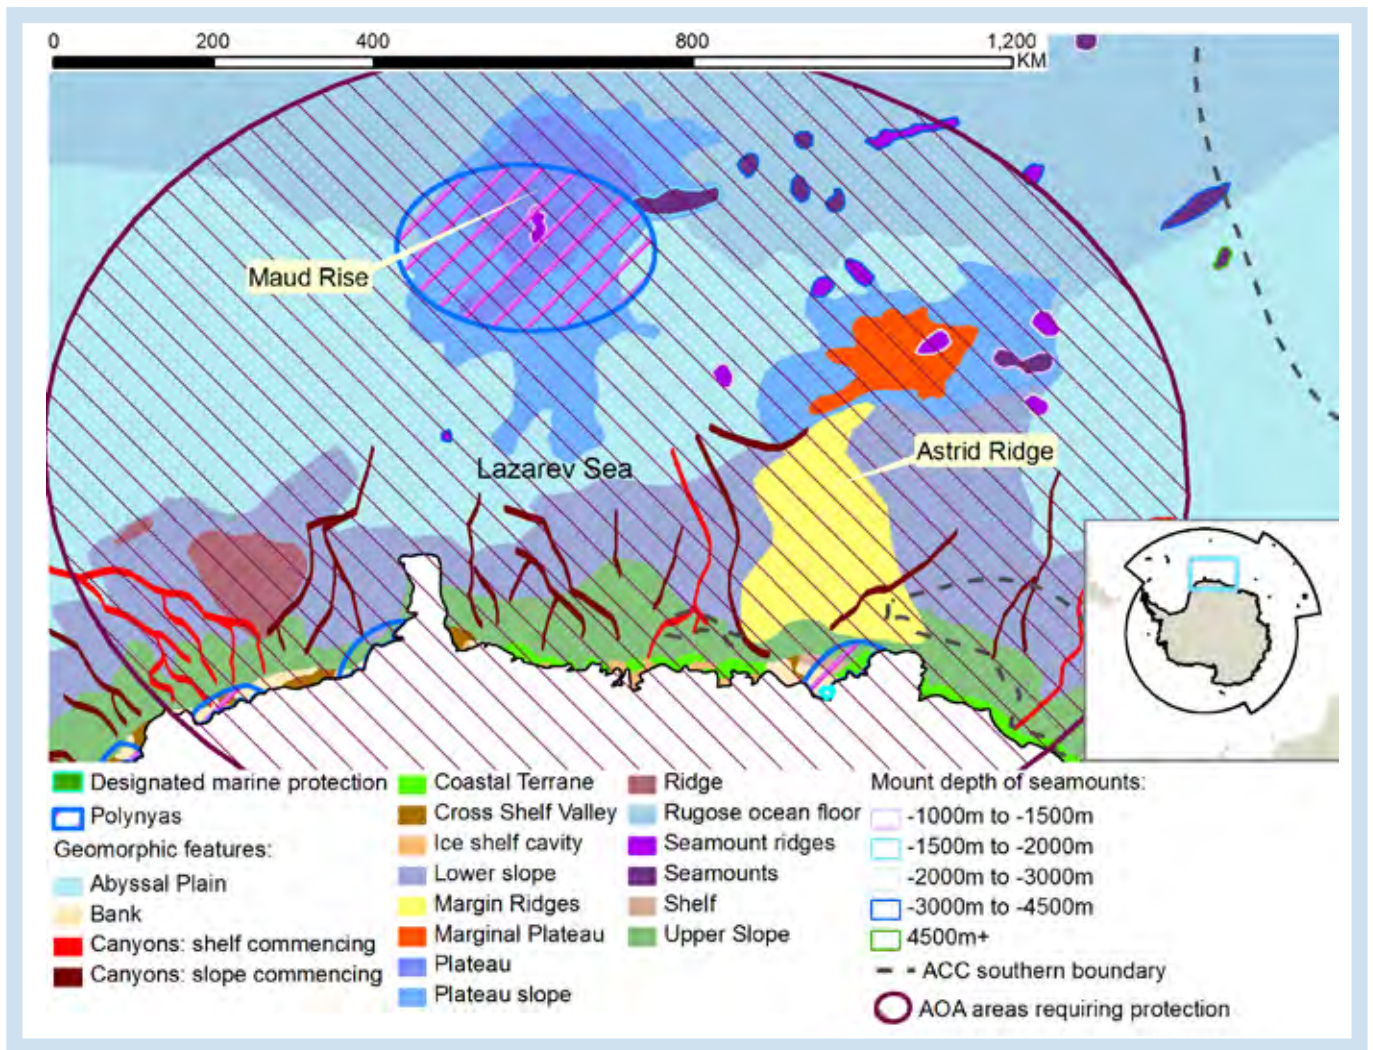 0 200 400 800 1,200
KM
Maud Rise
Astrid Ridge
Lazarev Sea
Designated marine protection
Polynyas
Geomorphic features:
Abyssal Plain
Bank
Canyons: shelf commencing
Canyons: slope commencing
Coastal Terrane
Cross Shelf Valley
Ice shelf cavity
Lower slope
Margin Ridges
Marginal Plateau
Plateau
Plateau slope
Ridge
Rugose ocean floor
Seamount ridges
Seamounts
Shelf
Upper Slope
Mount depth of seamounts:
-1000m to -1500m
-1500m to -2000m
-2000m to -3000m
-3000m to -4500m
4500m+
ACC southern boundary
AOA areas requiring protection